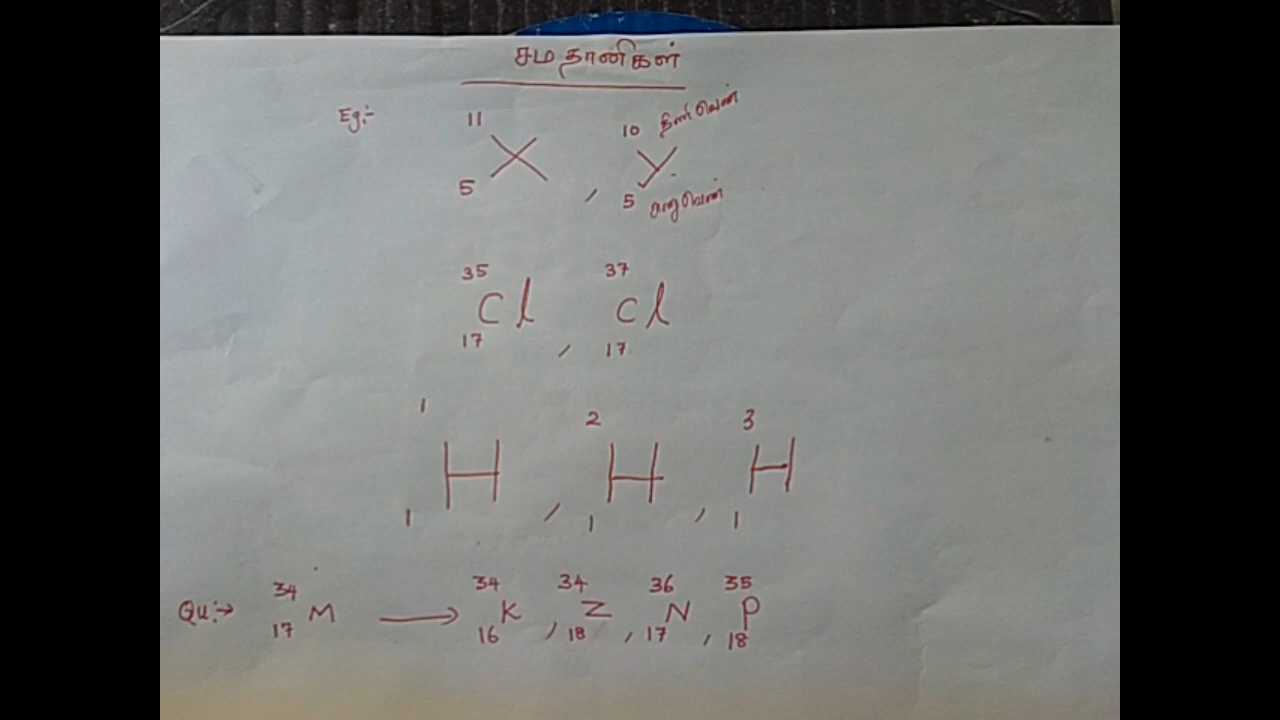 சமதானிகள்
Eg:- 11 10 திணிவெண்
X , Y
5 5 அணுவெண்
35 37
Cl Cl
17 , 17
1 2 3
H H H
1 , 1 , 1
34 34 34 36 35
Qu:→ M → K Z N P
17 16 , 18 , 17 , 18